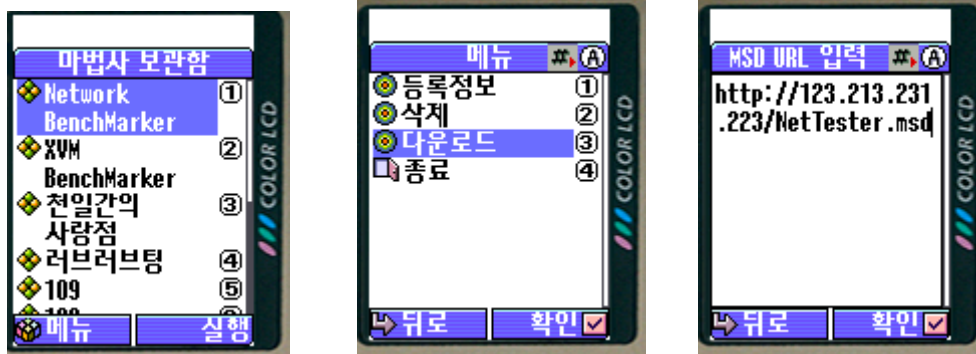 마법사 보관함
Network ①
BenchMarker
XVM ②
BenchMarker
천일간의 ③
사랑점
러브러브팅 ④
109 ⑤
메뉴 실행
COLOR LCD
메뉴 A
등록정보 ①
삭제 ②
다운로드 ③
종료 ④
뒤로 확인
COLOR LCD
MSD URL 입력 A
http://123.213.231
.223/NetTester.msd
뒤로 확인
COLOR LCD